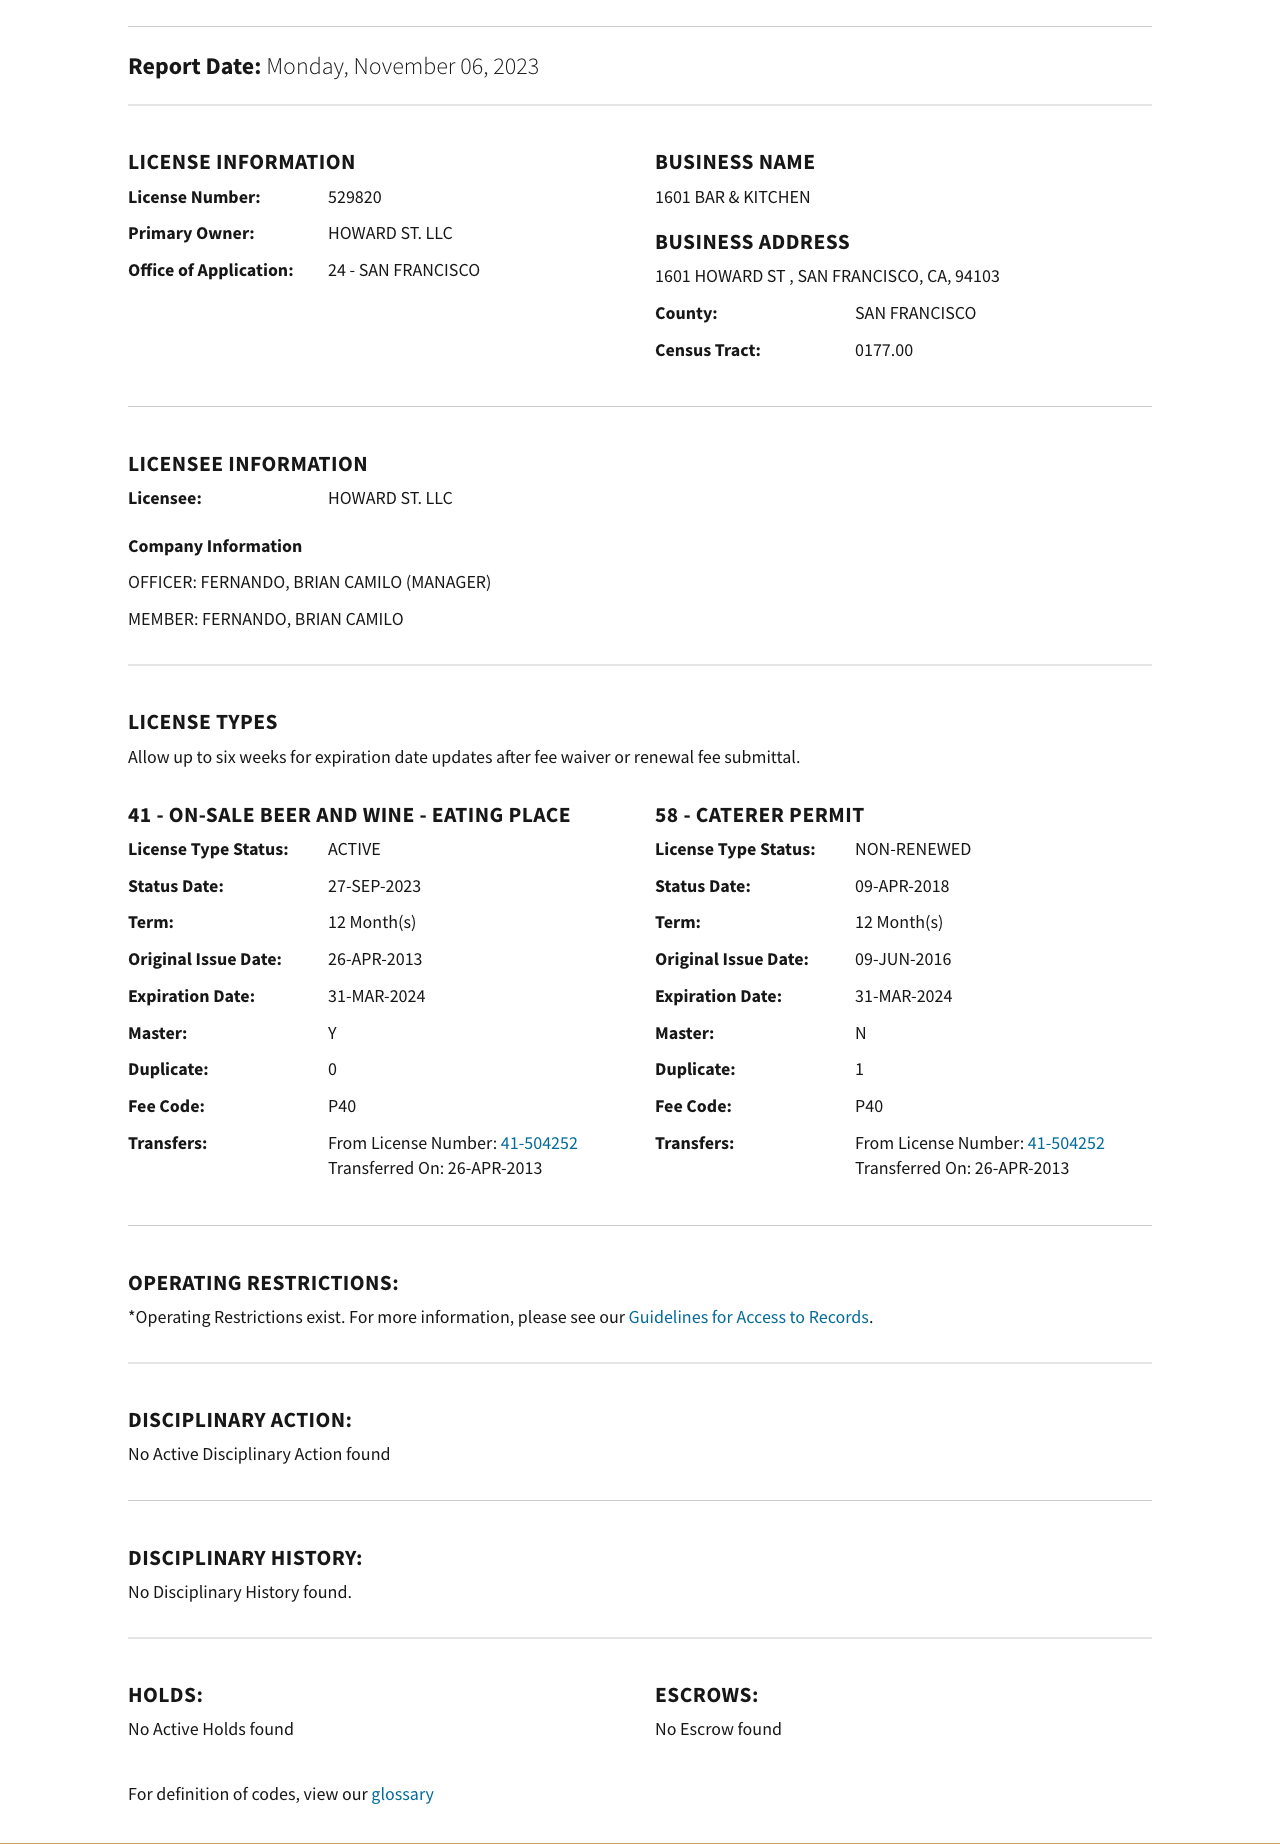 Report Date: Monday, November 06, 2023
LICENSE INFORMATION
License Number: 529820
Primary Owner: HOWARD ST. LLC
Office of Application: 24 - SAN FRANCISCO
BUSINESS NAME
1601 BAR & KITCHEN
BUSINESS ADDRESS
1601 HOWARD ST , SAN FRANCISCO, CA, 94103
County: SAN FRANCISCO
Census Tract: 0177.00
LICENSEE INFORMATION
Licensee: HOWARD ST. LLC
Company Information
OFFICER: FERNANDO, BRIAN CAMILO (MANAGER)
MEMBER: FERNANDO, BRIAN CAMILO
LICENSE TYPES
Allow up to six weeks for expiration date updates after fee waiver or renewal fee submittal.
41 - ON-SALE BEER AND WINE - EATING PLACE
License Type Status: ACTIVE
Status Date: 27-SEP-2023
Term: 12 Month(s)
Original Issue Date: 26-APR-2013
Expiration Date: 31-MAR-2024
Master: Y
Duplicate: 0
Fee Code: P40
Transfers: From License Number: 41-504252
Transferred On: 26-APR-2013
58 - CATERER PERMIT
License Type Status: NON-RENEWED
Status Date: 09-APR-2018
Term: 12 Month(s)
Original Issue Date: 09-JUN-2016
Expiration Date: 31-MAR-2024
Master: N
Duplicate: 1
Fee Code: P40
Transfers: From License Number: 41-504252
Transferred On: 26-APR-2013
OPERATING RESTRICTIONS:
*Operating Restrictions exist. For more information, please see our Guidelines for Access to Records.
DISCIPLINARY ACTION:
No Active Disciplinary Action found
DISCIPLINARY HISTORY:
No Disciplinary History found.
HOLDS:
No Active Holds found
ESCROWS:
No Escrow found
For definition of codes, view our glossary